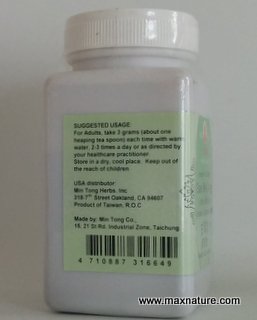 SUGGESTED USAGE:
For Adults, take 3 grams (about one
heaping tea spoon) each time with warm
water, 2-3 times a day or as directed by
your healthcare practitioner.
Store in a dry, cool place. Keep out of
the reach of children
USA distributor:
Min Tong Herbs. Inc
318-7th Street Oakland, CA 94607
Product of Taiwan, R.O.C
Made by: Min Tong Co.,
15, 21 St Rd. Industrial Zone, Taichung
4 710887 316649
www.maxnature.com